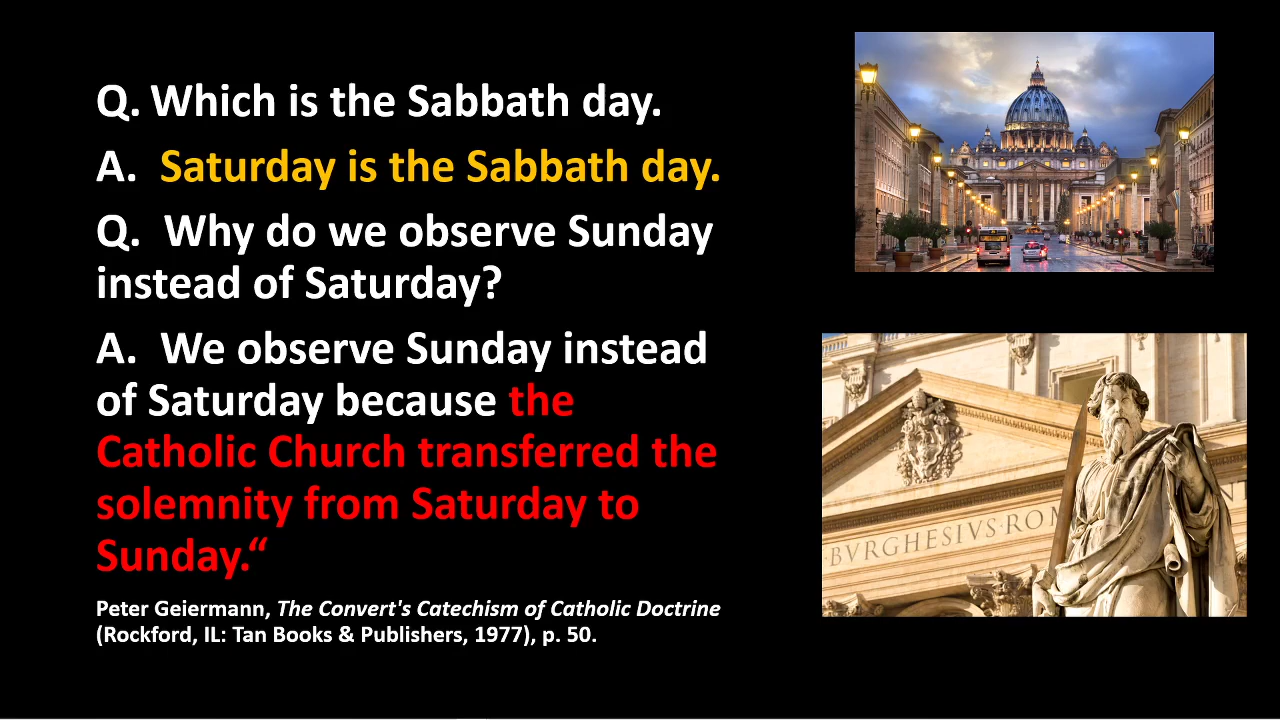 Q. Which is the Sabbath day.
A. Saturday is the Sabbath day.
Q. Why do we observe Sunday
instead of Saturday?
A. We observe Sunday instead
of Saturday because the
Catholic Church transferred the
solemnity from Saturday to
Sunday.“
Peter Geiermann, The Convert's Catechism of Catholic Doctrine
(Rockford, IL: Tan Books & Publishers, 1977), p. 50.
BVRGHESIVS·ROM